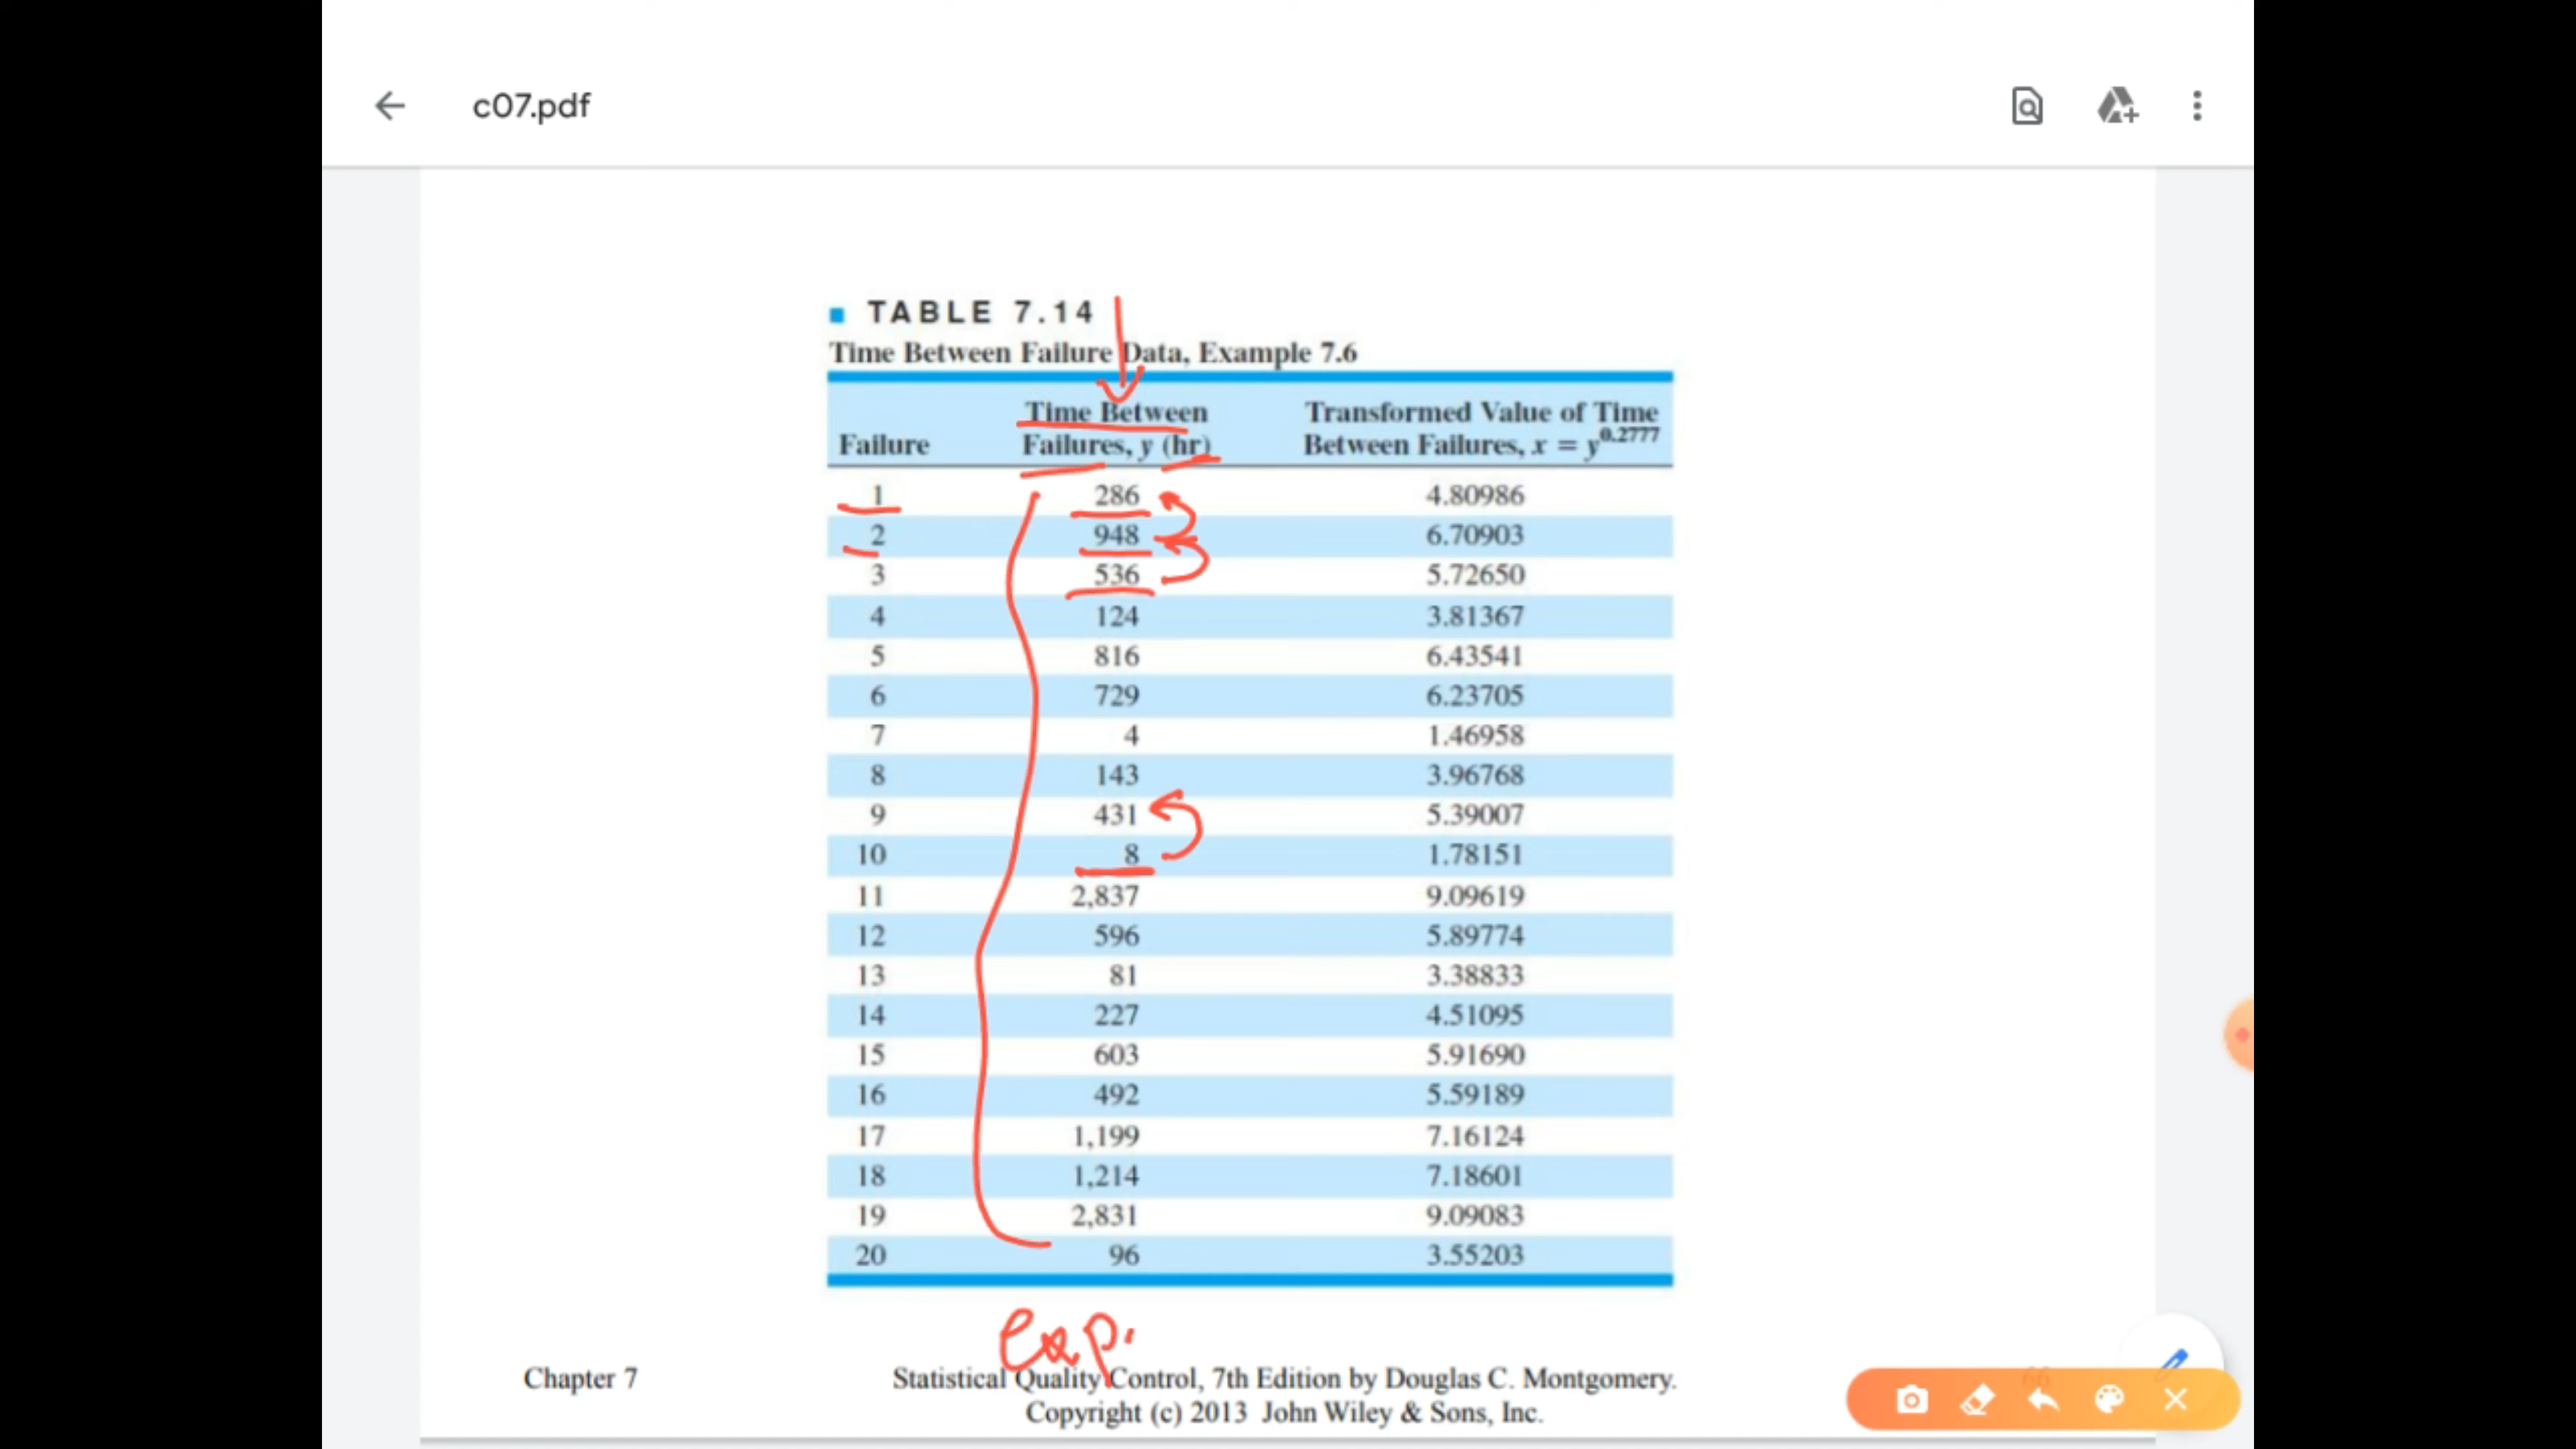 c07.pdf
TABLE 7.14
Time Between Failure Data, Example 7.6
Failure Time Between Failures, y (hr) Transformed Value of Time Between Failures, x = y^0.2777
1 286 4.80986
2 948 6.70903
3 536 5.72650
4 124 3.81367
5 816 6.43541
6 729 6.23705
7 4 1.46958
8 143 3.96768
9 431 5.39007
10 8 1.78151
11 2,837 9.09619
12 596 5.89774
13 81 3.38833
14 227 4.51095
15 603 5.91690
16 492 5.59189
17 1,199 7.16124
18 1,214 7.18601
19 2,831 9.09083
20 96 3.55203
exp.
Chapter 7 Statistical Quality Control, 7th Edition by Douglas C. Montgomery.
Copyright (c) 2013 John Wiley & Sons, Inc.